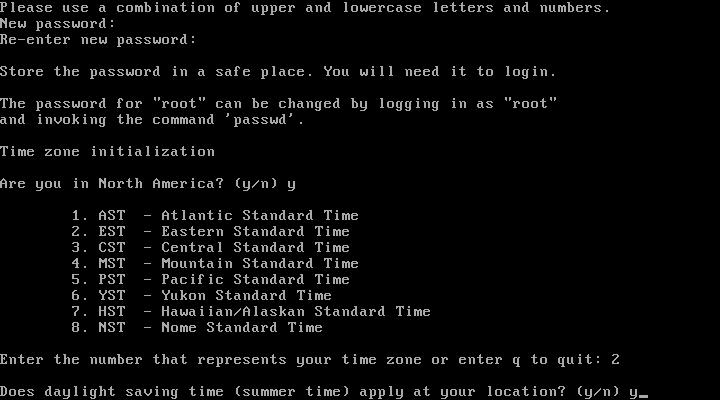 Please use a combination of upper and lowercase letters and numbers.
New password:
Re-enter new password:
Store the password in a safe place. You will need it to login.
The password for "root" can be changed by logging in as "root"
and invoking the command 'passwd'.
Time zone initialization
Are you in North America? (y/n) y
1. AST - Atlantic Standard Time
2. EST - Eastern Standard Time
3. CST - Central Standard Time
4. MST - Mountain Standard Time
5. PST - Pacific Standard Time
6. YST - Yukon Standard Time
7. HST - Hawaiian/Alaskan Standard Time
8. NST - Nome Standard Time
Enter the number that represents your time zone or enter q to quit: 2
Does daylight saving time (summer time) apply at your location? (y/n) y_